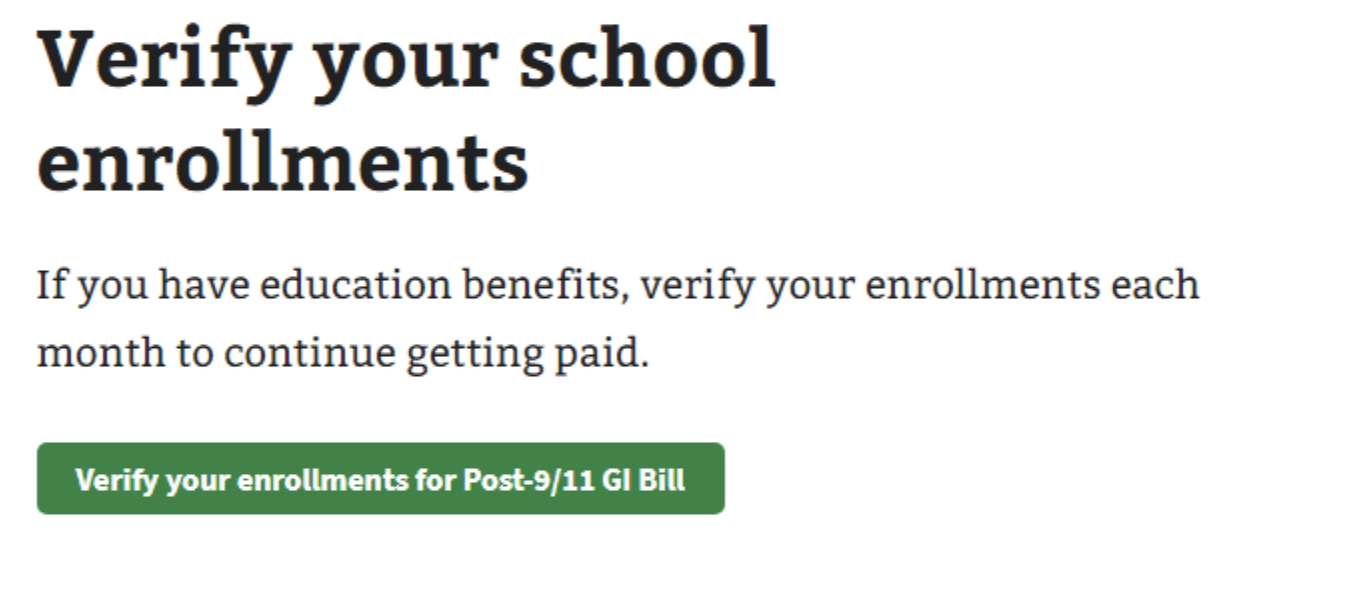 Verify your school
enrollments
If you have education benefits, verify your enrollments each
month to continue getting paid.
Verify your enrollments for Post-9/11 GI Bill